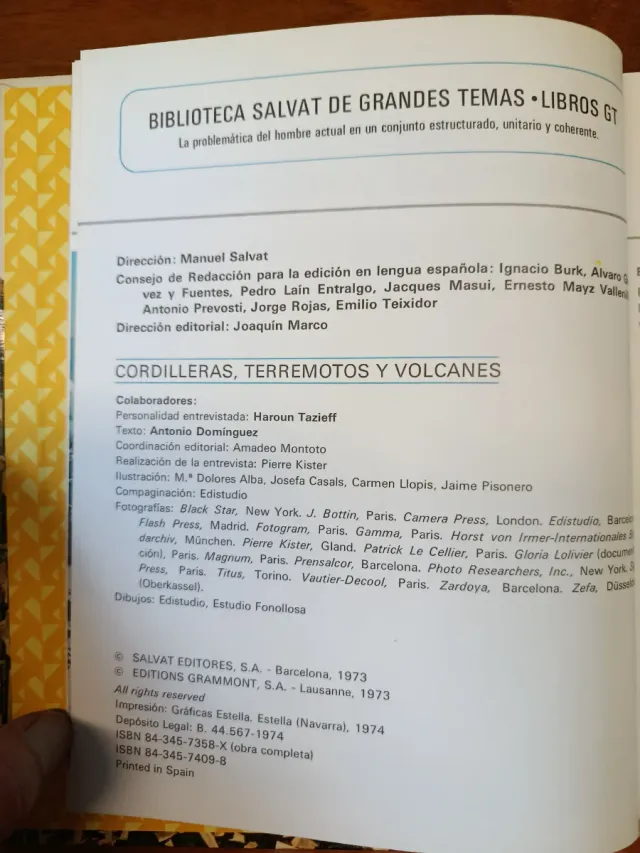 BIBLIOTECA SALVAT DE GRANDES TEMAS • LIBROS GT
La problemática del hombre actual en un conjunto estructurado, unitario y coherente.
Dirección: Manuel Salvat
Consejo de Redacción para la edición en lengua española: Ignacio Burk, Alvaro
vez y Fuentes, Pedro Laín Entralgo, Jacques Masui, Ernesto Mayz
Antonio Prevosti, Jorge Rojas, Emilio Teixidor
Dirección editorial: Joaquín Marco
CORDILLERAS, TERREMOTOS Y VOLCANES
Colaboradores:
Personalidad entrevistada: Haroun Tazieff
Texto: Antonio Domínguez
Coordinación editorial: Amadeo Montoto
Realización de la entrevista: Pierre Kister
Ilustración: M.ª Dolores Alba, Josefa Casals, Carmen Llopis, Jaime Pisonero
Compaginación: Edistudio
Fotografías: Black Star, New York. J. Bottin, Paris. Camera Press, London. Edistudio,
Flash Press, Madrid. Fotogram, Paris. Gamma, Paris. Horst von Irmer-Internationales
darchiv, München. Pierre Kister, Gland. Patrick Le Cellier, Paris. Gloria Lolivier
ción), Paris. Magnum, Paris. Prensalcor, Barcelona. Photo Researchers, Inc., New York.
Press, Paris. Titus, Torino. Vautier-Decool, Paris. Zardoya, Barcelona. Zefa,
(Oberkassel).
Dibujos: Edistudio, Estudio Fonollosa
© SALVAT EDITORES, S.A. - Barcelona, 1973
© EDITIONS GRAMMONT, S.A. - Lausanne, 1973
All rights reserved
Impresión: Gráficas Estella. Estella (Navarra), 1974
Depósito Legal: B. 44.567-1974
ISBN 84-345-7358-X (obra completa)
ISBN 84-345-7409-8
Printed in Spain